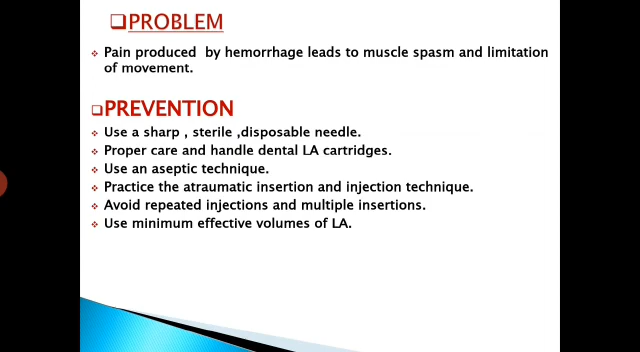 PROBLEM
Pain produced by hemorrhage leads to muscle spasm and limitation
of movement.
PREVENTION
Use a sharp , sterile ,disposable needle.
Proper care and handle dental LA cartridges.
Use an aseptic technique.
Practice the atraumatic insertion and injection technique.
Avoid repeated injections and multiple insertions.
Use minimum effective volumes of LA.